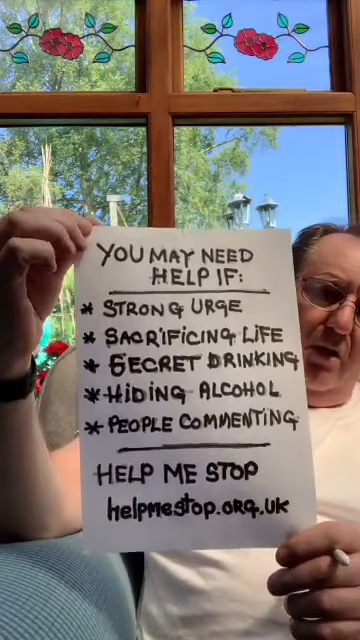 YOU MAY NEED
HELP IF:
* STRONG URGE
* SACRIFICING LIFE
* SECRET DRINKING
* HIDING ALCOHOL
* PEOPLE COMMENTING
HELP ME STOP
helpmestop.org.uk